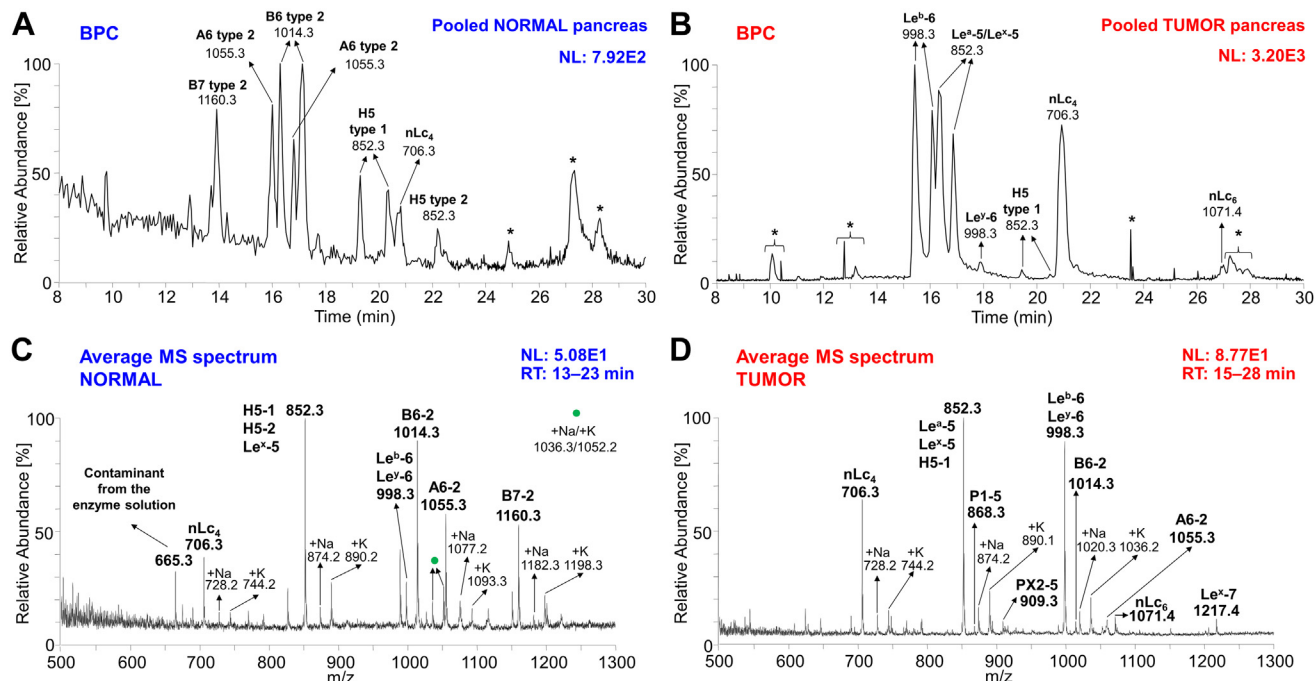 A
BPC
Pooled NORMAL pancreas
NL: 7.92E2
B6 type 2
1014.3
A6 type 2
1055.3
A6 type 2
1055.3
B7 type 2
1160.3
H5
type 1
852.3
nLc4
706.3
H5 type 2
852.3
*
*
*
Relative Abundance [%]
100
50
0
8 10 12 14 16 18 20 22 24 26 28 30
Time (min)
B
BPC
Pooled TUMOR pancreas
NL: 3.20E3
Leᵇ-6
998.3
Leᵃ-5/Leˣ-5
852.3
nLc4
706.3
Leʸ-6
998.3
H5
type 1
852.3
nLc6
1071.4
*
*
*
*
Relative Abundance [%]
100
50
0
8 10 12 14 16 18 20 22 24 26 28 30
Time (min)
C
Average MS spectrum
NORMAL
NL: 5.08E1
RT: 13–23 min
H5-1
H5-2
Leˣ-5
852.3
B6-2
1014.3
+Na/+K
1036.3/1052.2
Leᵇ-6
Leʸ-6
998.3
A6-2
1055.3
B7-2
1160.3
Contaminant
from the
enzyme solution
665.3
nLc4
706.3
+Na
728.2
+K
744.2
+Na
874.2
+K
890.2
+Na
1077.2
+K
1093.3
+Na
1182.3
+K
1198.3
Relative Abundance [%]
100
50
0
500 600 700 800 900 1000 1100 1200 1300
m/z
D
Average MS spectrum
TUMOR
NL: 8.77E1
RT: 15–28 min
852.3
Leᵃ-5
Leˣ-5
H5-1
Leᵇ-6
Leʸ-6
998.3
B6-2
1014.3
nLc4
706.3
P1-5
868.3
+Na
728.2
+K
744.2
+Na
874.2
+K
890.1
PX2-5
909.3
+Na
1020.3
+K
1036.2
A6-2
1055.3
nLc6
1071.4
Leˣ-7
1217.4
Relative Abundance [%]
100
50
0
500 600 700 800 900 1000 1100 1200 1300
m/z